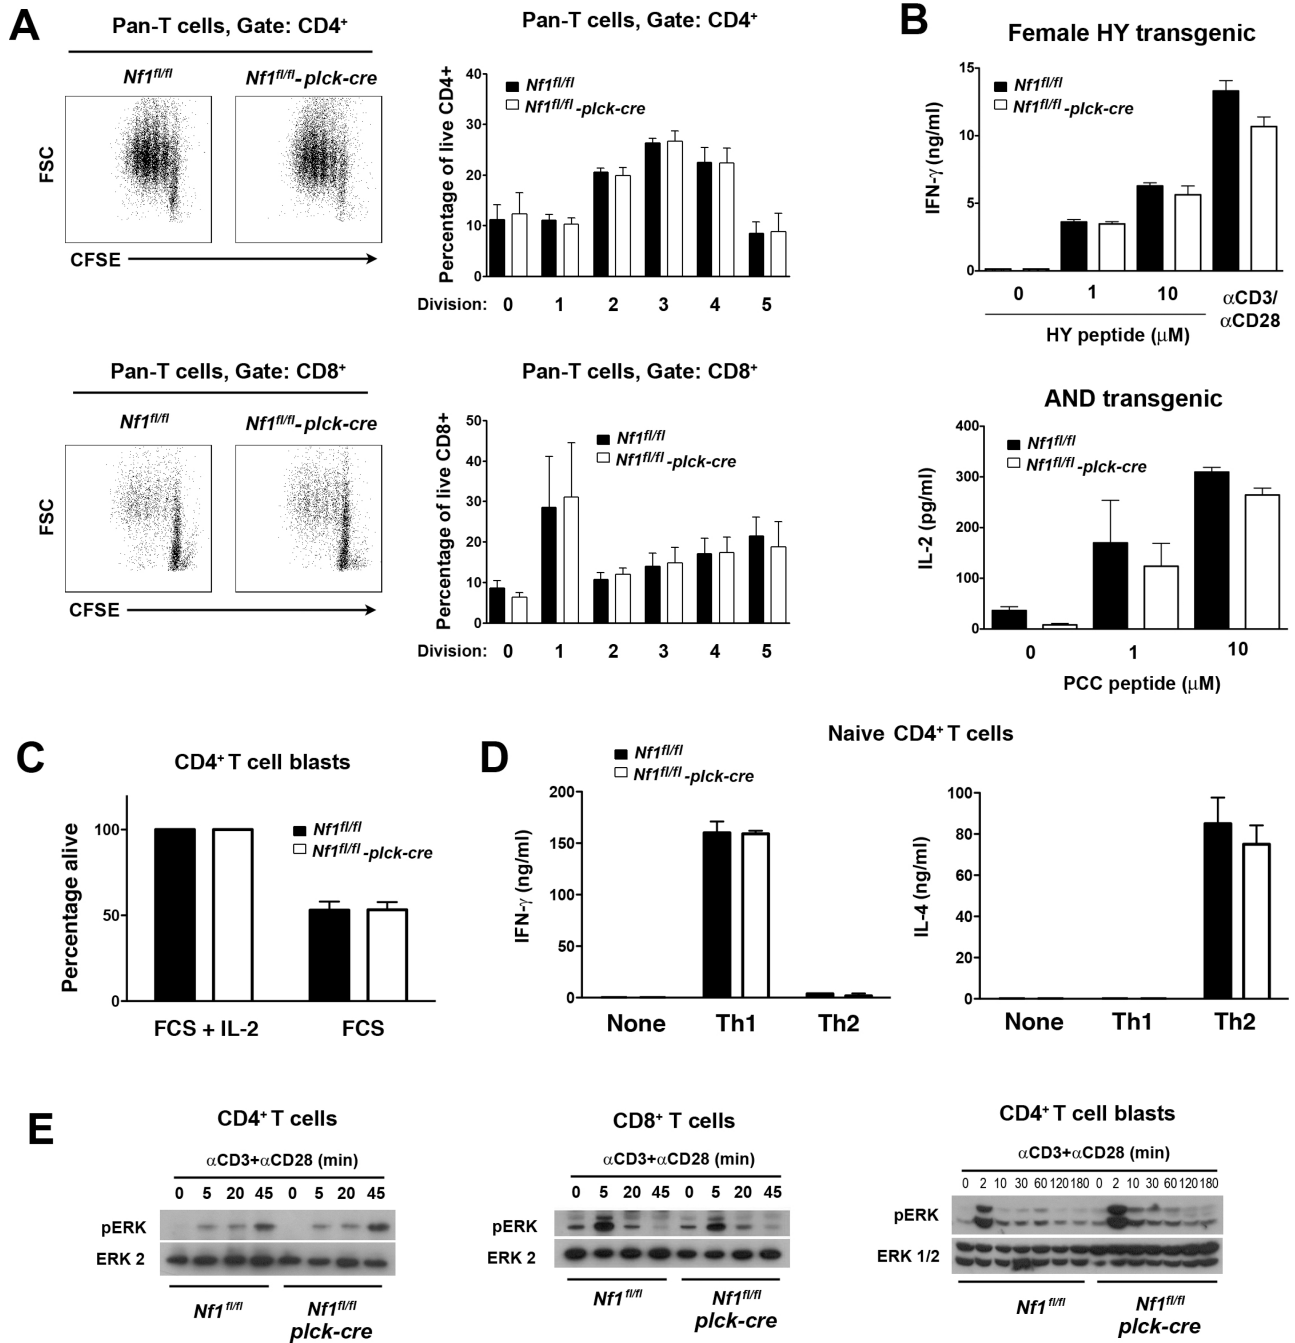 A
Pan-T cells, Gate: CD4+
Nf1fl/fl
Nf1fl/fl- plck-cre
FSC
CFSE
Pan-T cells, Gate: CD4+
Nf1fl/fl
Nf1fl/fl -plck-cre
Percentage of live CD4+
40
30
20
10
0
Division: 0 1 2 3 4 5
Pan-T cells, Gate: CD8+
Nf1fl/fl
Nf1fl/fl- plck-cre
FSC
CFSE
Pan-T cells, Gate: CD8+
Nf1fl/fl
Nf1fl/fl -plck-cre
Percentage of live CD8+
50
40
30
20
10
0
Division: 0 1 2 3 4 5
B
Female HY transgenic
Nf1fl/fl
Nf1fl/fl -plck-cre
IFN-γ (ng/ml)
15
10
5
0
0 1 10
αCD3/
αCD28
HY peptide (μM)
AND transgenic
Nf1fl/fl
Nf1fl/fl -plck-cre
IL-2 (pg/ml)
400
300
200
100
0
0 1 10
PCC peptide (μM)
C
CD4+ T cell blasts
Nf1fl/fl
Nf1fl/fl -plck-cre
Percentage alive
100
50
0
FCS + IL-2 FCS
D
Naive CD4+ T cells
Nf1fl/fl
Nf1fl/fl -plck-cre
IFN-γ (ng/ml)
200
150
100
50
0
None Th1 Th2
IL-4 (ng/ml)
100
80
60
40
20
0
None Th1 Th2
E
CD4+ T cells
αCD3+αCD28 (min)
0 5 20 45 0 5 20 45
pERK
ERK 2
Nf1fl/fl
Nf1fl/fl
plck-cre
CD8+ T cells
αCD3+αCD28 (min)
0 5 20 45 0 5 20 45
pERK
ERK 2
Nf1fl/fl
Nf1fl/fl
plck-cre
CD4+ T cell blasts
αCD3+αCD28 (min)
0 2 10 30 60 120 180 0 2 10 30 60 120 180
pERK
ERK 1/2
Nf1fl/fl
Nf1fl/fl
plck-cre